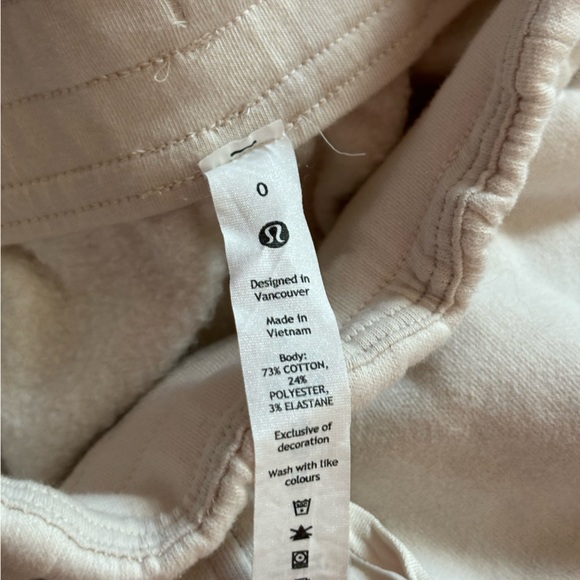 0
Designed in
Vancouver
Made in
Vietnam
Body:
73% COTTON,
24%
POLYESTER,
3% ELASTANE
Exclusive of
decoration
Wash with like
colours